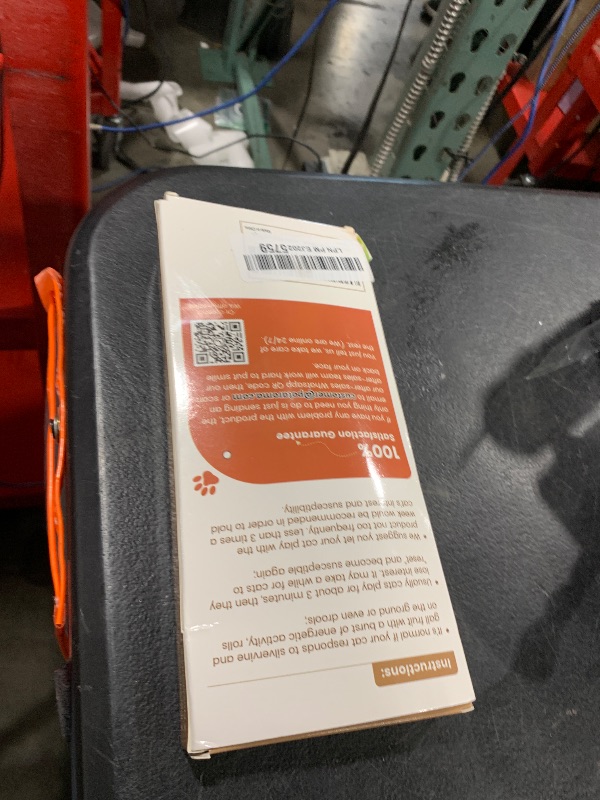 Instructions:
• It's normal if your cat responds to silvervine and
gall fruit with a burst of energetic activity, rolls
on the ground or even drools;
• Usually cats play for about 3 minutes, then they
lose interest. It may take a while for cats to
"reset" and become susceptible again;
• We suggest you let your cat play with the
product not too frequently. Less than 3 times a
week would be recommended in order to hold
cat's interest and susceptibility.
100%
Satisfaction Guarantee
If you have any problem with the product, the
only thing you need to do is just sending an
email to customer@potaroma.com or scan
our after-sales Whatsapp QR code, then our
after-sales team will work hard to put smile
back on your face.
You just tell us, we take care of
the rest. (We are online 24/7).
LPN PM EJ002 5759